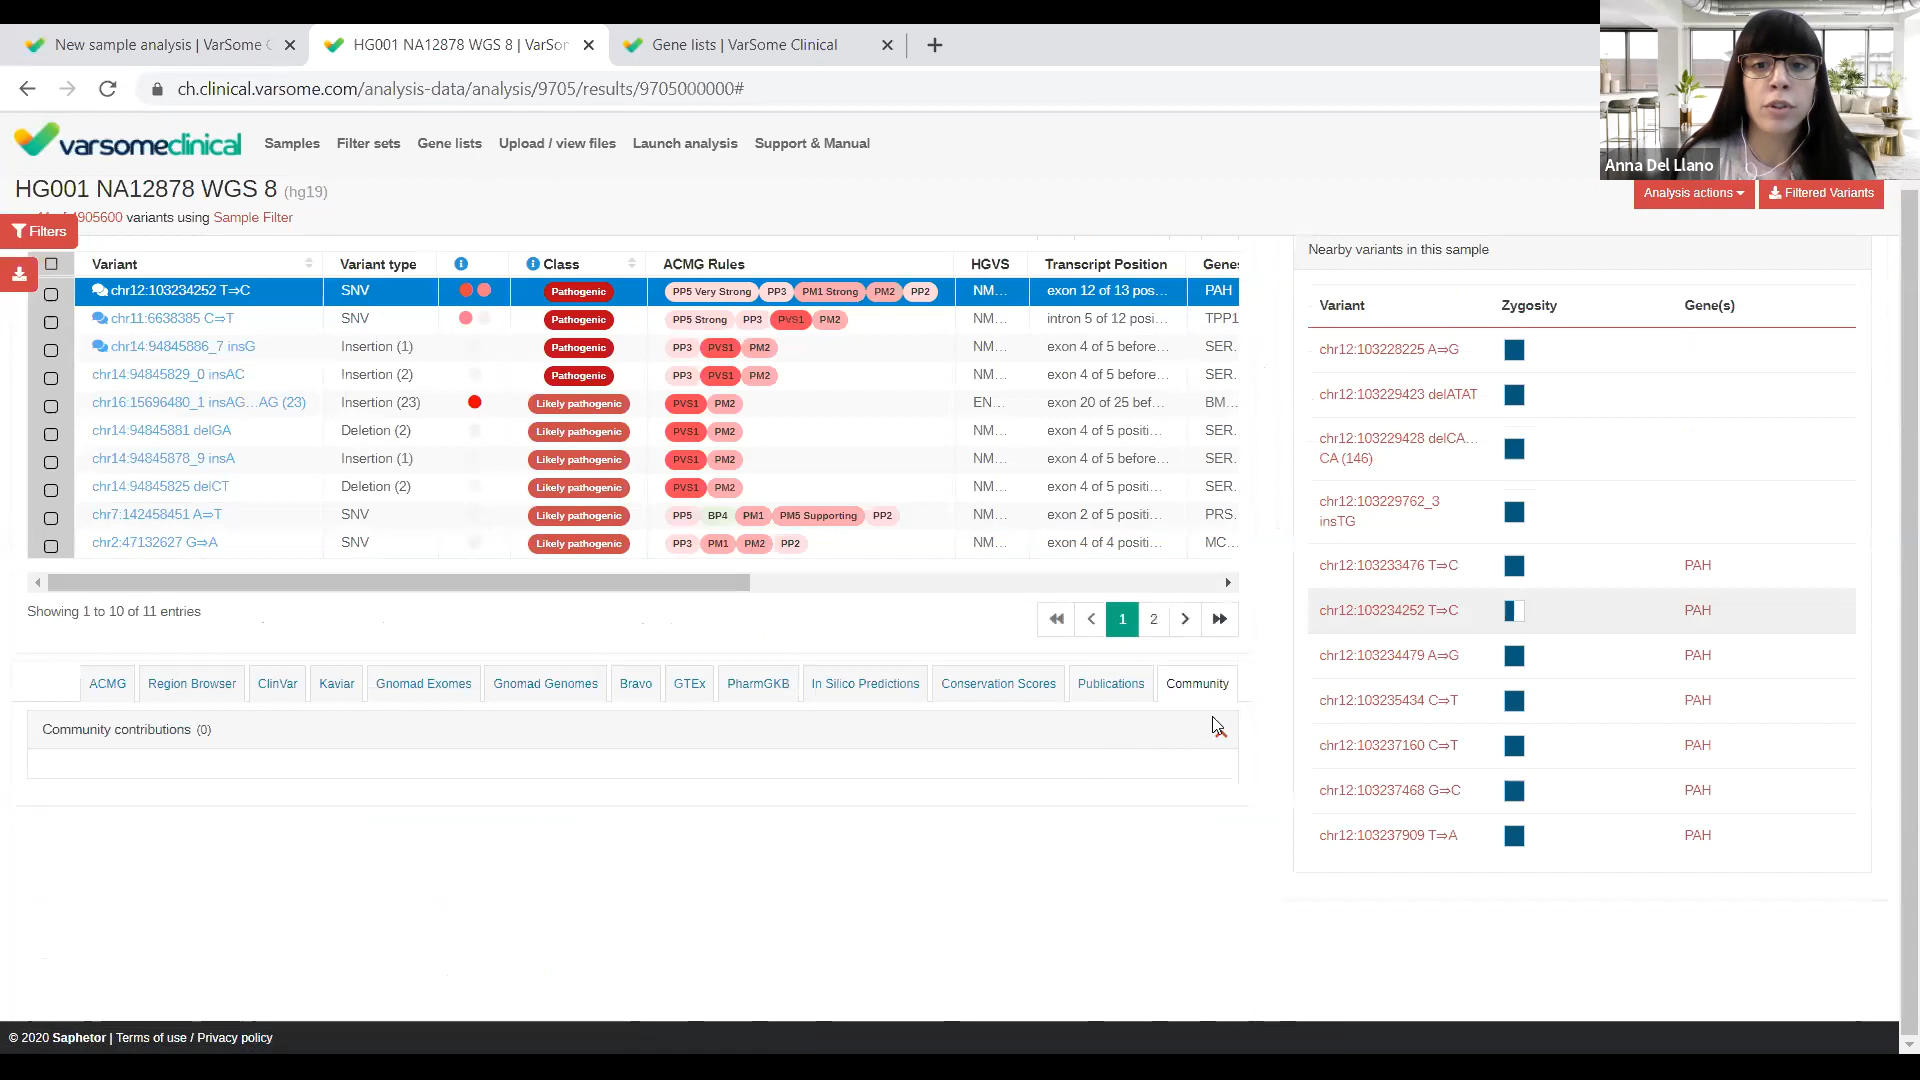 New sample analysis | VarSome C
HG001 NA12878 WGS 8 | VarSor
Gene lists | VarSome Clinical
ch.clinical.varsome.com/analysis-data/analysis/9705/results/9705000000#
varsomeclinical
Samples
Filter sets
Gene lists
Upload / view files
Launch analysis
Support & Manual
Anna Del Llano
HG001 NA12878 WGS 8 (hg19)
4905600 variants using Sample Filter
Analysis actions
Filtered Variants
Filters
Variant Variant type Class ACMG Rules HGVS Transcript Position Genes
chr12:103234252 T⇒C SNV Pathogenic PP5 Very Strong PP3 PM1 Strong PM2 PP2 NM... exon 12 of 13 pos... PAH
chr11:6638385 C⇒T SNV Pathogenic PP5 Strong PP3 PVS1 PM2 NM... intron 5 of 12 posi... TPP1
chr14:94845886_7 insG Insertion (1) Pathogenic PP3 PVS1 PM2 NM... exon 4 of 5 before... SER.
chr14:94845829_0 insAC Insertion (2) Pathogenic PP3 PVS1 PM2 NM... exon 4 of 5 before... SER.
chr16:15696480_1 insAG...AG (23) Insertion (23) Likely pathogenic PVS1 PM2 EN... exon 20 of 25 bef... BM...
chr14:94845881 delGA Deletion (2) Likely pathogenic PVS1 PM2 NM... exon 4 of 5 positi... SER.
chr14:94845878_9 insA Insertion (1) Likely pathogenic PVS1 PM2 NM... exon 4 of 5 before... SER.
chr14:94845825 delCT Deletion (2) Likely pathogenic PVS1 PM2 NM... exon 4 of 5 positi... SER.
chr7:142458451 A⇒T SNV Likely pathogenic PP5 BP4 PM1 PM5 Supporting PP2 NM... exon 2 of 5 positi... PRS.
chr2:47132627 G⇒A SNV Likely pathogenic PP3 PM1 PM2 PP2 NM... exon 4 of 4 positi... MC...
Showing 1 to 10 of 11 entries
1 2
ACMG Region Browser ClinVar Kaviar Gnomad Exomes Gnomad Genomes Bravo GTEx PharmGKB In Silico Predictions Conservation Scores Publications Community
Community contributions (0)
Nearby variants in this sample
Variant Zygosity Gene(s)
chr12:103228225 A⇒G
chr12:103229423 delATAT
chr12:103229428 delCA...
CA (146)
chr12:103229762_3
insTG
chr12:103233476 T⇒C PAH
chr12:103234252 T⇒C PAH
chr12:103234479 A⇒G PAH
chr12:103235434 C⇒T PAH
chr12:103237160 C⇒T PAH
chr12:103237468 G⇒C PAH
chr12:103237909 T⇒A PAH
© 2020 Saphetor | Terms of use / Privacy policy